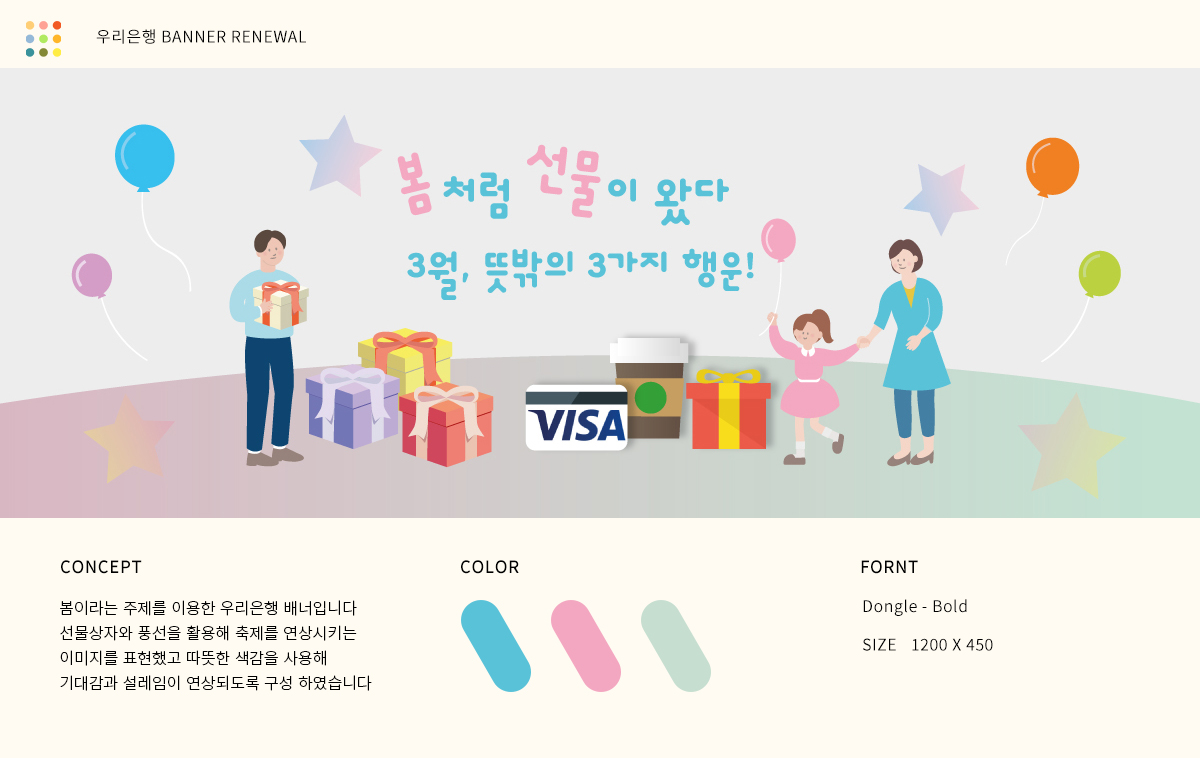 우리은행 BANNER RENEWAL
봄처럼 선물이 왔다
3월, 뜻밖의 3가지 행운!
VISA
CONCEPT
봄이라는 주제를 이용한 우리은행 배너입니다
선물상자와 풍선을 활용해 축제를 연상시키는
이미지를 표현했고 따뜻한 색감을 사용해
기대감과 설레임이 연상되도록 구성 하였습니다
COLOR
FORNT
Dongle - Bold
SIZE 1200 X 450